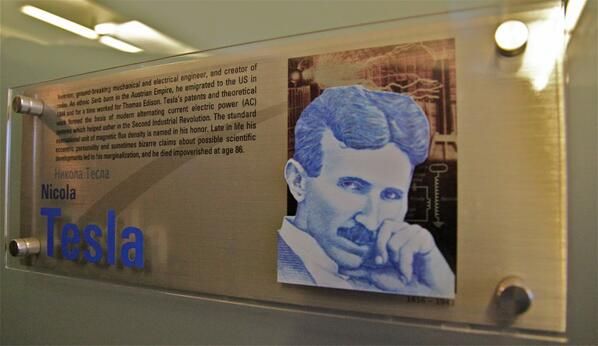 Inventor, ground-breaking mechanical and electrical engineer, and creator of
radio. An ethnic Serb born in the Austrian Empire, he emigrated to the US in
1884 and for a time worked for Thomas Edison. Tesla's patents and theoretical
work formed the basis of modern alternating current electric power (AC)
systems which helped usher in the Second Industrial Revolution. The standard
international unit of magnetic flux density is named in his honor. Late in life his
eccentric personality and sometimes bizarre claims about possible scientific
developments led to his marginalization, and he died impoverished at age 86.
Никола Тесла
Nicola
Tesla
1856 - 1943